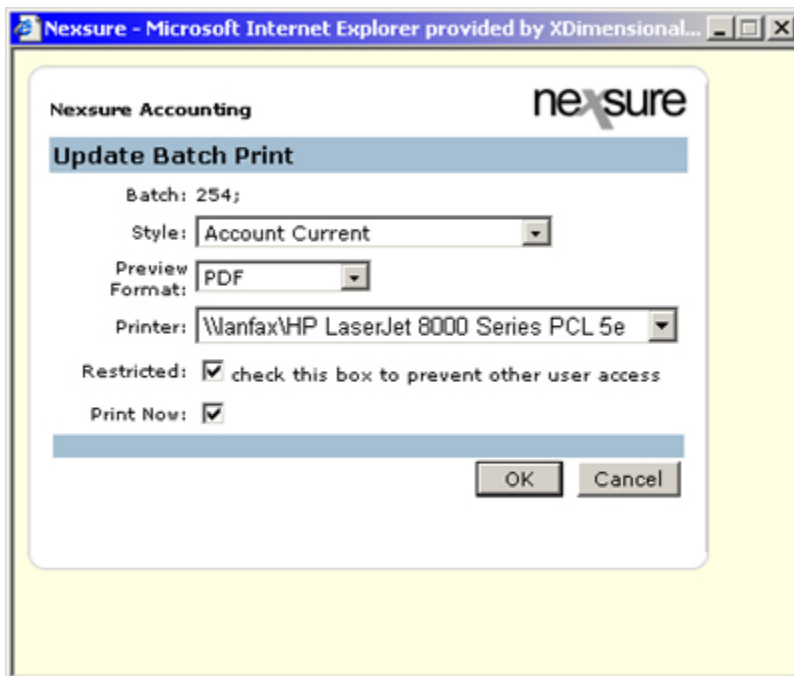 Nexsure - Microsoft Internet Explorer provided by XDimensional...
nexsure
Nexsure Accounting
Update Batch Print
Batch: 254;
Style: Account Current
Preview Format: PDF
Printer: \\lanfax\HP LaserJet 8000 Series PCL 5e
Restricted: check this box to prevent other user access
Print Now:
OK Cancel